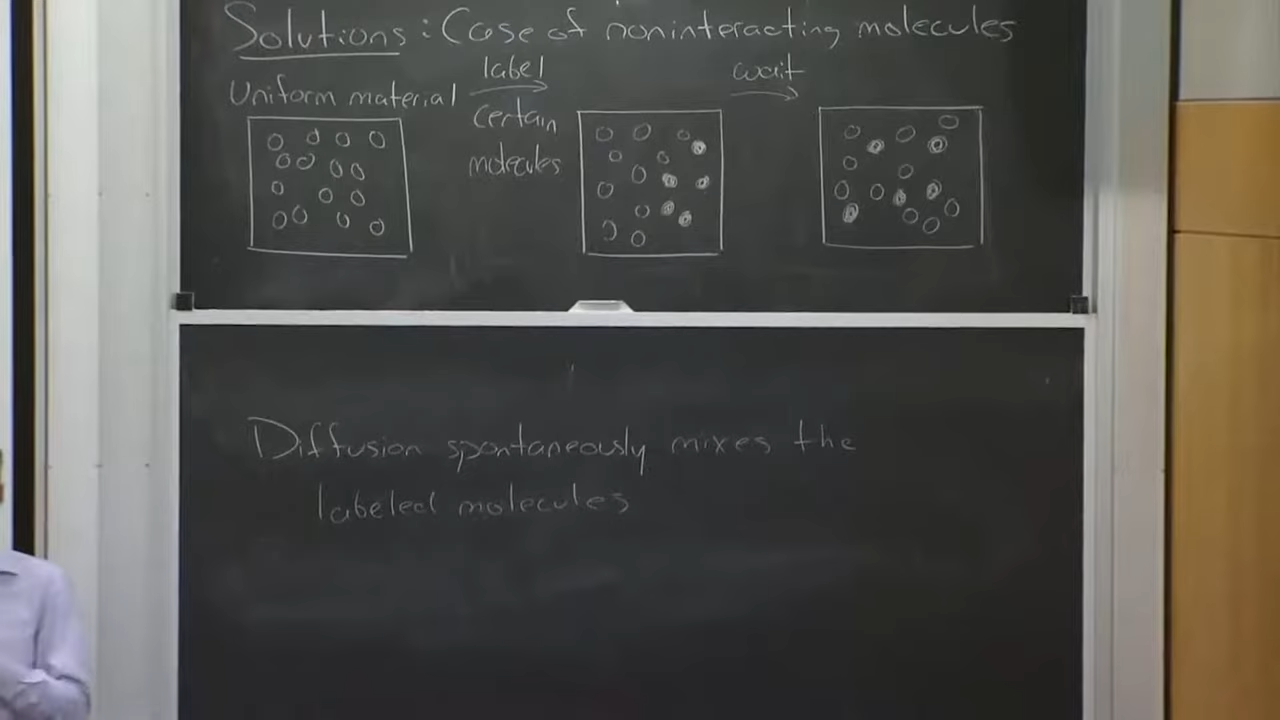 Solutions: Case of noninteracting molecules
Uniform material
label
certain
molecules
wait
Diffusion spontaneously mixes the
labeled molecules